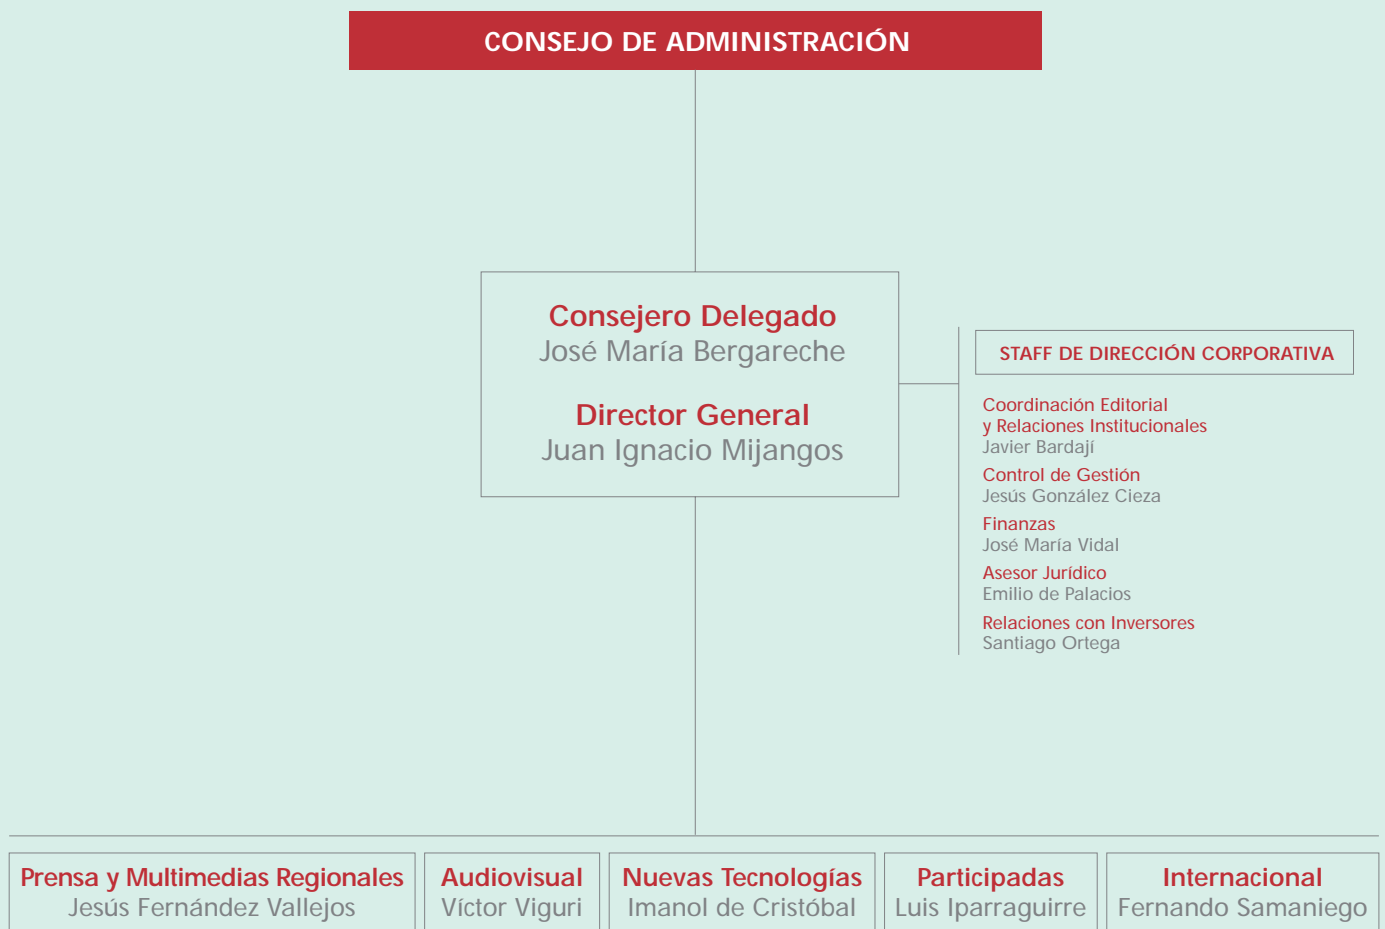 CONSEJO DE ADMINISTRACIÓN
Consejero Delegado
José María Bergareche
Director General
Juan Ignacio Mijangos
STAFF DE DIRECCIÓN CORPORATIVA
Coordinación Editorial
y Relaciones Institucionales
Javier Bardají
Control de Gestión
Jesús González Cieza
Finanzas
José María Vidal
Asesor Jurídico
Emilio de Palacios
Relaciones con Inversores
Santiago Ortega
Prensa y Multimedias Regionales
Jesús Fernández Vallejos
Audiovisual
Víctor Viguri
Nuevas Tecnologías
Imanol de Cristóbal
Participadas
Luis Iparraguirre
Internacional
Fernando Samaniego